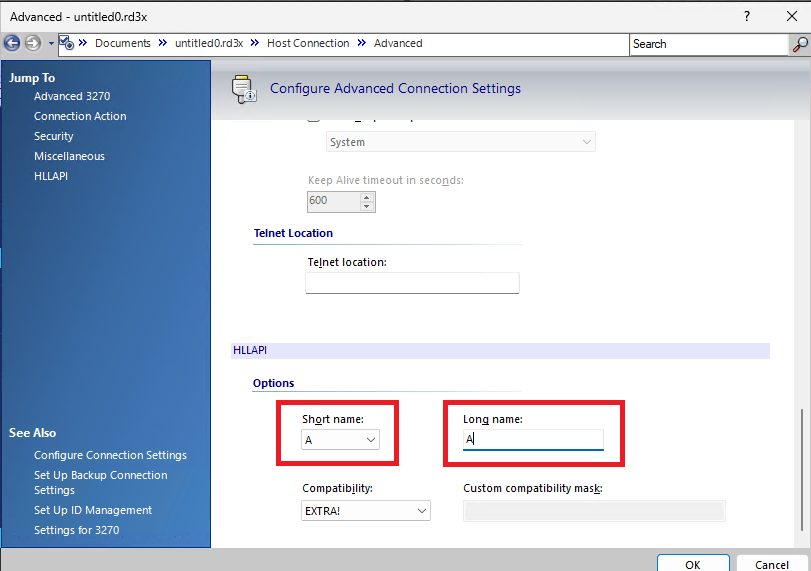 Advanced - untitled0.rd3x
Documents » untitled0.rd3x » Host Connection » Advanced
Search
Jump To
Advanced 3270
Connection Action
Security
Miscellaneous
HLLAPI
See Also
Configure Connection Settings
Set Up Backup Connection
Settings
Set Up ID Management
Settings for 3270
Configure Advanced Connection Settings
System
Keep Alive timeout in seconds:
600
Telnet Location
Telnet location:
HLLAPI
Options
Short name:
A
Long name:
A
Compatibility:
EXTRA!
Custom compatibility mask:
OK
Cancel